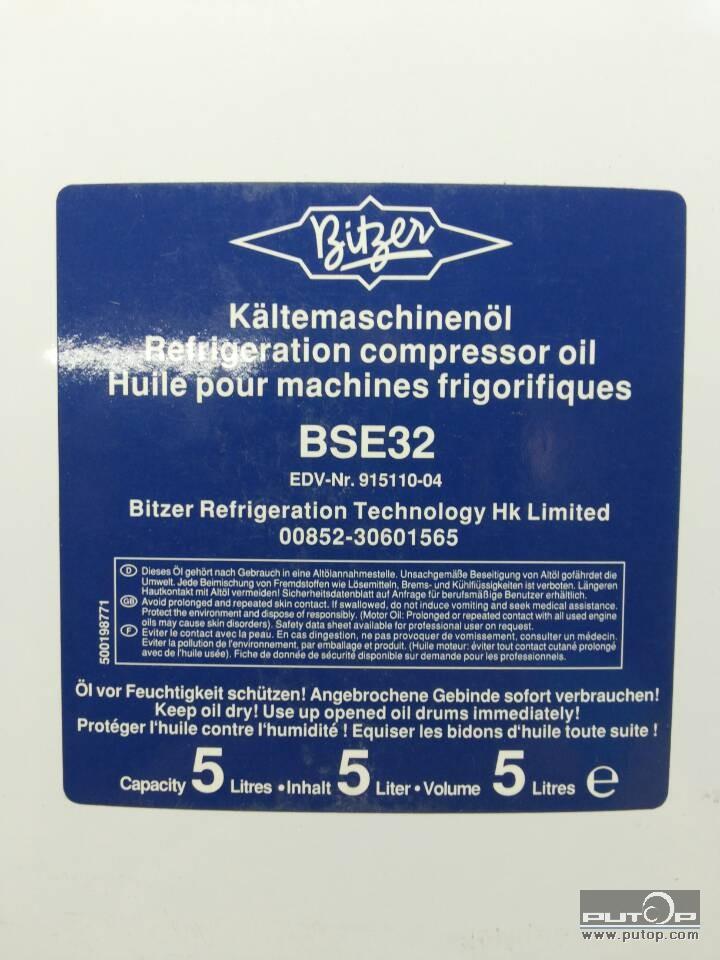 Bitzer
Kältemaschinenöl
Refrigeration compressor oil
Huile pour machines frigorifiques
BSE32
EDV-Nr. 915110-04
Bitzer Refrigeration Technology Hk Limited
00852-30601565
D Dieses Öl gehört nach Gebrauch in eine Altölannahmestelle. Unsachgemäße Beseitigung von Altöl gofährdet die
Umwelt. Jede Beimischung von Fremdstoffen wie Lösemitteln, Brems- und Kühlflüssigkeiten ist verboten. Längeren
Hautkontakt mit Altöl vermeiden! Sicherheitsdatenblatt auf Anfrage für berufsmäßige Benutzer erhältlich.
GB Avoid prolonged and repeated skin contact. If swallowed, do not induce vomiting and seek medical assistance.
Protect the environment and dispose of responsibly. (Motor Oil: Prolonged or repeated contact with all used engine
oils may cause skin disorders). Safety data sheet available for professional user on request.
F Eviter le contact avec la peau. En cas dingestion, ne pas provoquer de vomissement, consulter un médecin.
Eviter la pollution de l'environnement, par emballage et produit. (Huile moteur: éviter tout contact cutané prolongé
avec de l'huile usée). Fiche de donnée de sécurité disponible sur demande pour les professionnels.
500198771
Öl vor Feuchtigkeit schützen! Angebrochene Gebinde sofort verbrauchen!
Keep oil dry! Use up opened oil drums immediately!
Protéger l'huile contre l'humidité ! Equiser les bidons d'huile toute suite !
Capacity 5 Litres • Inhalt 5 Liter • Volume 5 Litres e
PUTOP
www.putop.com